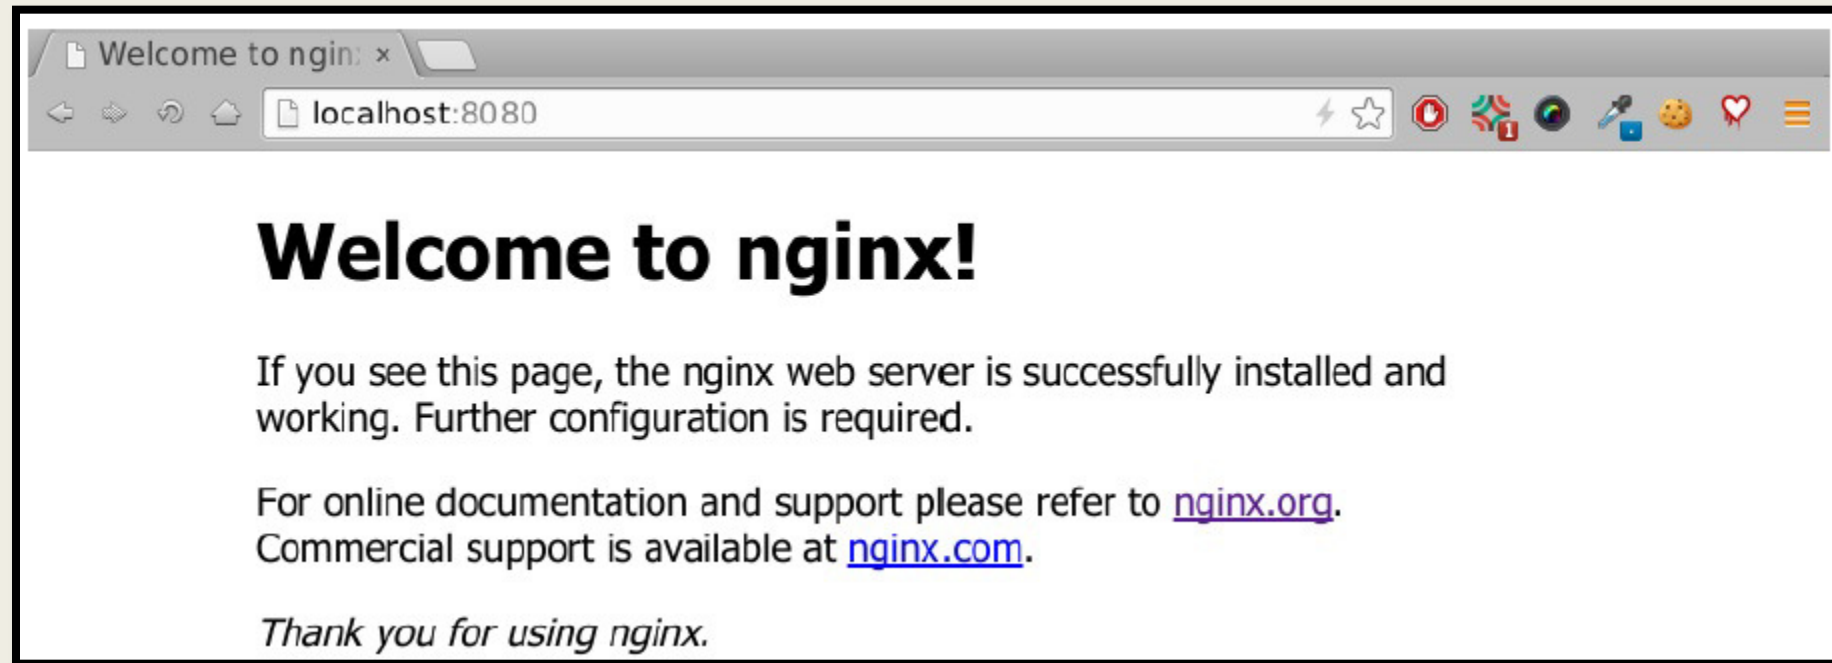 Welcome to ngin
localhost:8080
1
Welcome to nginx!
If you see this page, the nginx web server is successfully installed and
working. Further configuration is required.
For online documentation and support please refer to nginx.org.
Commercial support is available at nginx.com.
Thank you for using nginx.